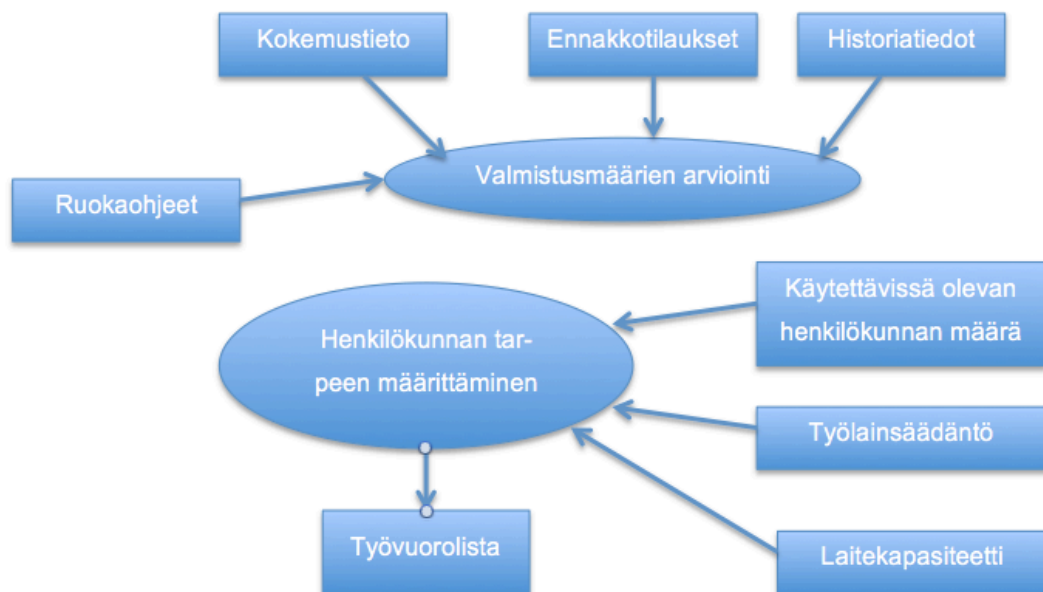 Kokemustieto
Ennakkotilaukset
Historiatiedot
Valmistusmäärien arviointi
Ruokaohjeet
Käytettävissä olevan
henkilökunnan määrä
Henkilökunnan tar-
peen määrittäminen
Työlainsäädäntö
Työvuorolista
Laitekapasiteetti